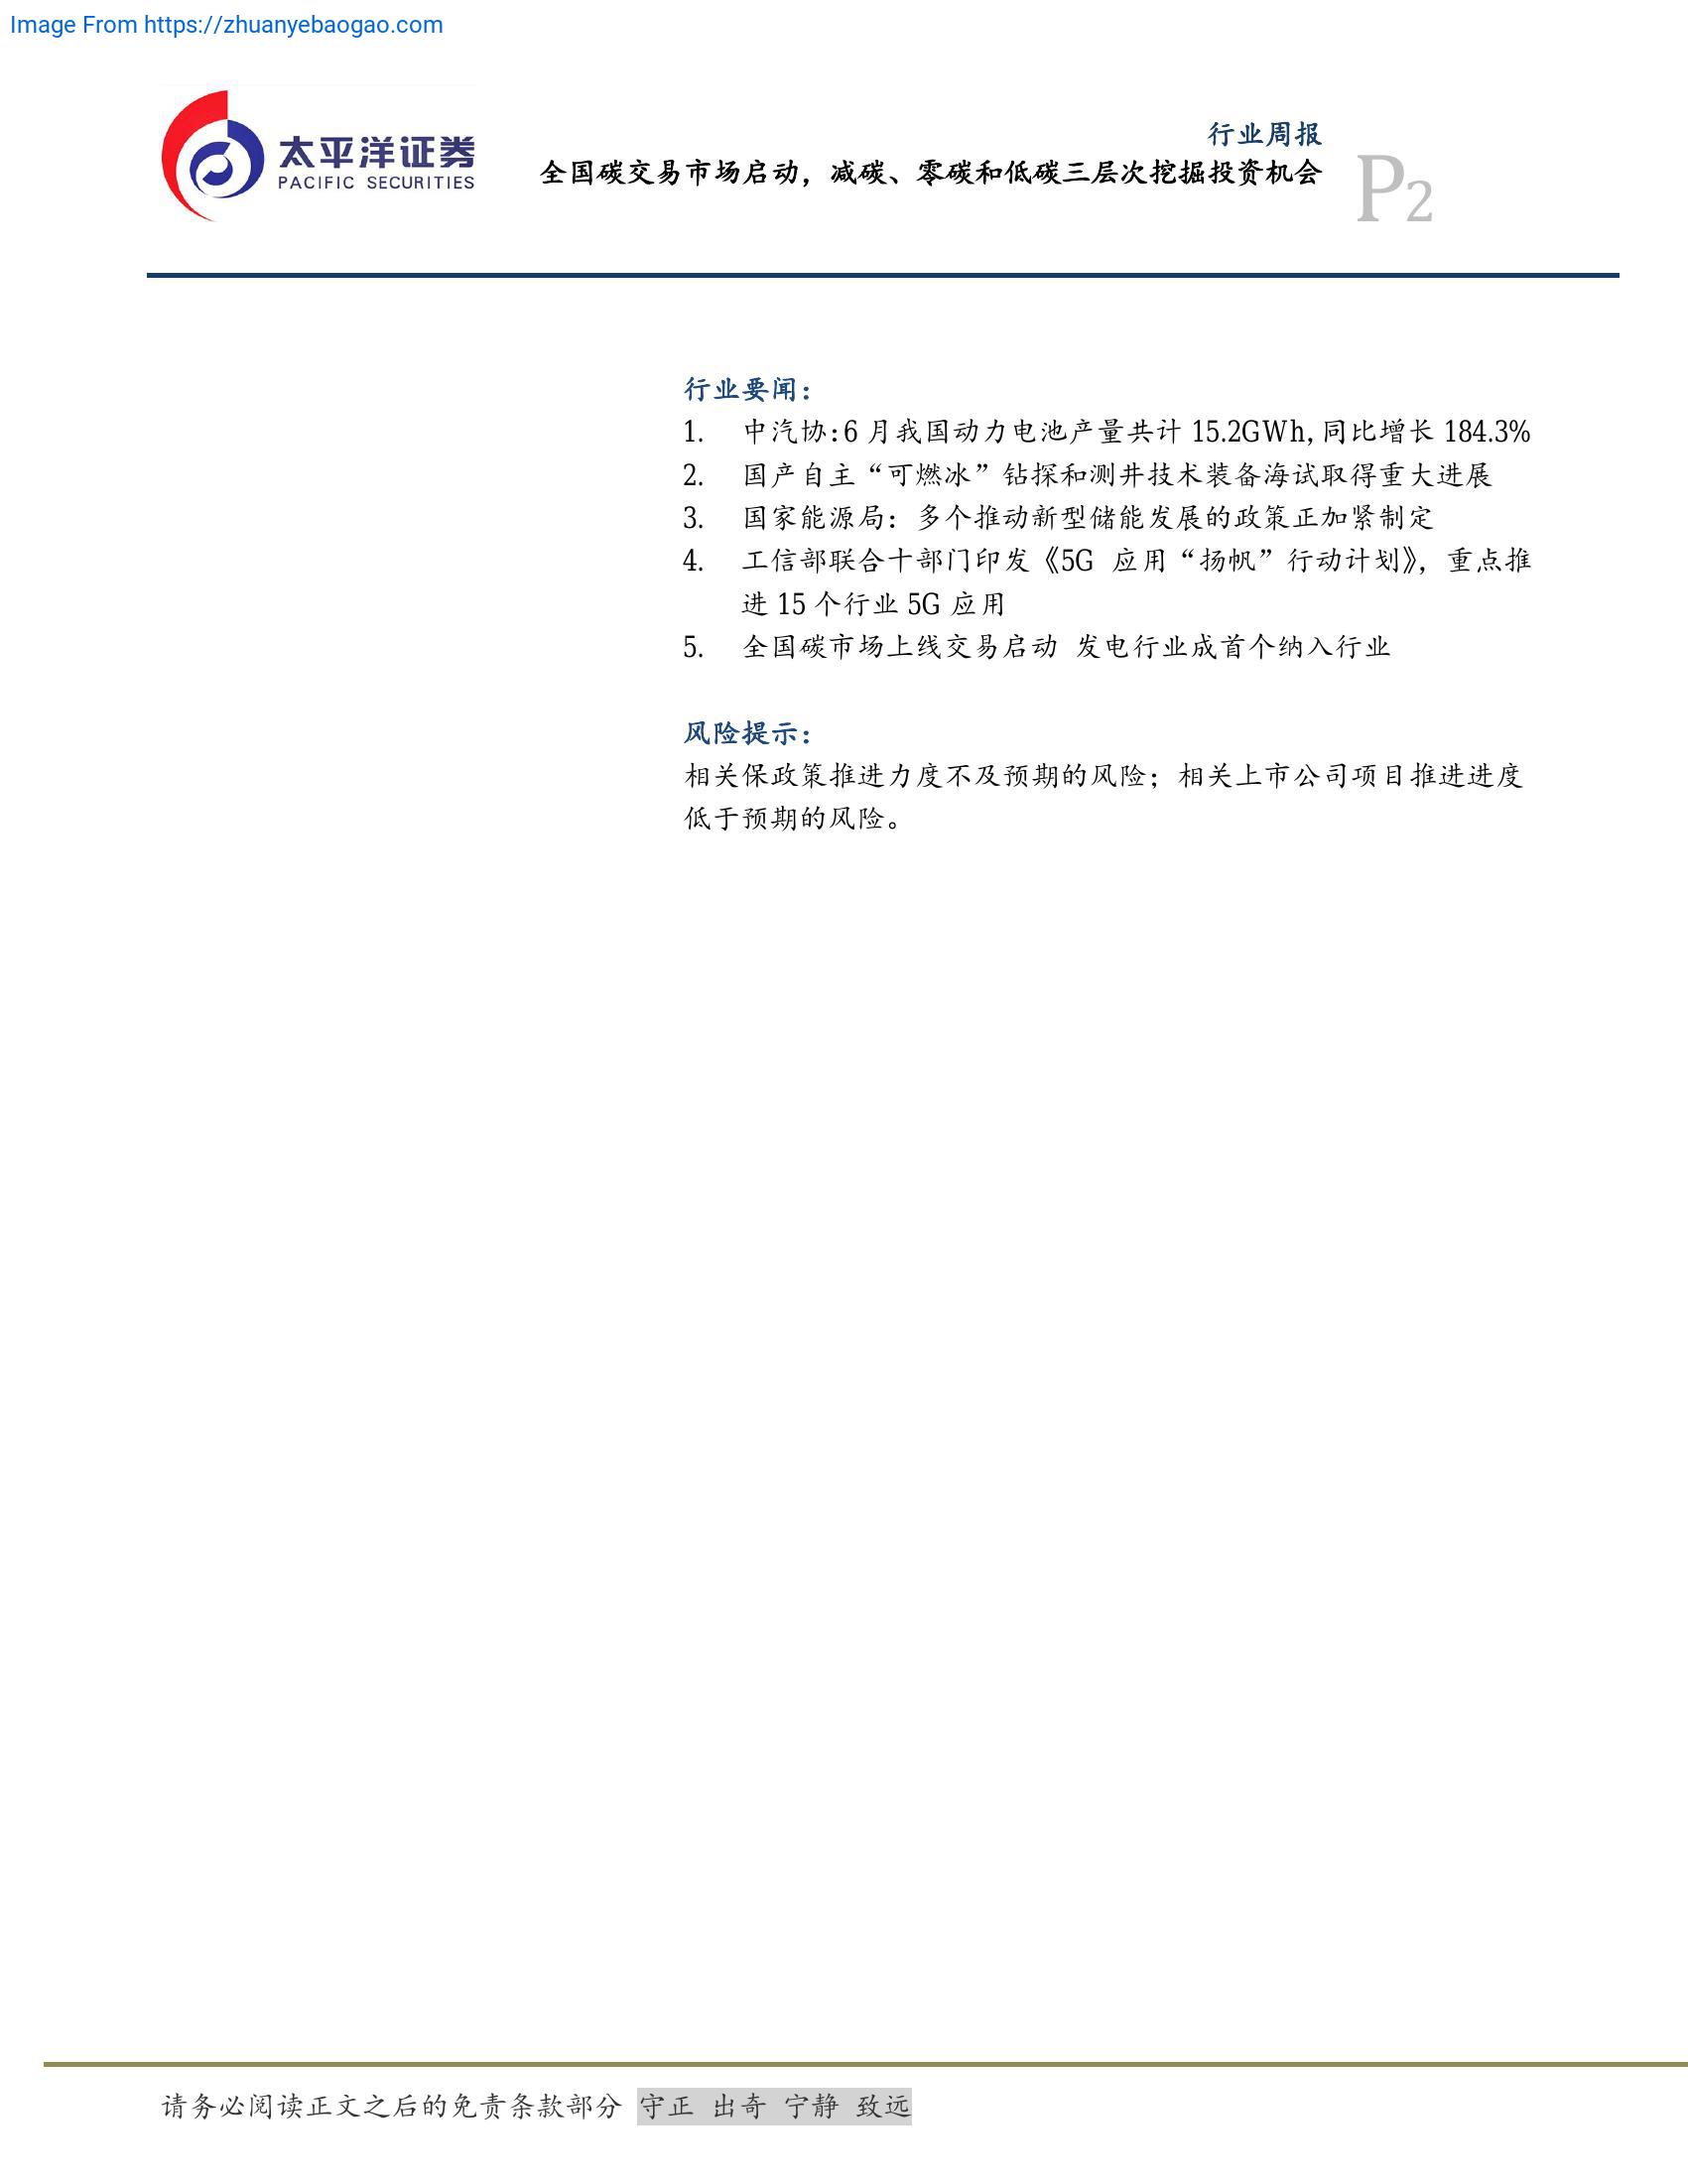 Image From https://zhuanyebaogao.com
太平洋证券
PACIFIC SECURITIES
行业周报
全国碳交易市场启动，减碳、零碳和低碳三层次挖掘投资机会
P2
行业要闻：
1. 中汽协：6 月我国动力电池产量共计 15.2GWh，同比增长 184.3%
2. 国产自主“可燃冰”钻探和测井技术装备海试取得重大进展
3. 国家能源局：多个推动新型储能发展的政策正加紧制定
4. 工信部联合十部门印发《5G 应用“扬帆”行动计划》，重点推
进 15 个行业 5G 应用
5. 全国碳市场上线交易启动 发电行业成首个纳入行业
风险提示：
相关保政策推进力度不及预期的风险；相关上市公司项目推进进度
低于预期的风险。
请务必阅读正文之后的免责条款部分 守正 出奇 宁静 致远